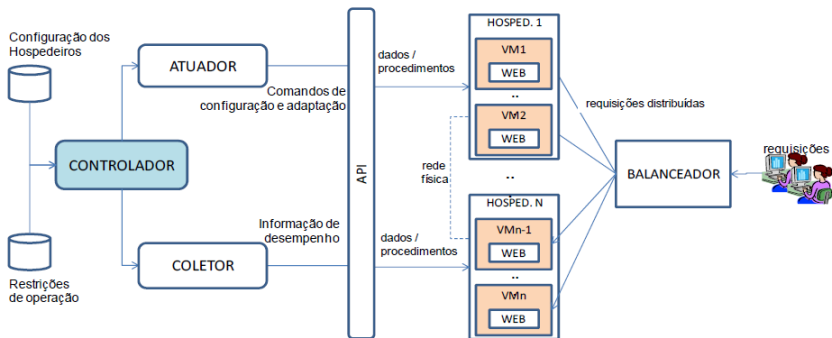 Configuração dos
Hospedeiros
CONTROLADOR
Restrições
de operação
ATUADOR
Comandos de
configuração e adaptação
Informação de
desempenho
COLETOR
API
dados /
procedimentos
dados /
procedimentos
HOSPED. 1
VM1
WEB
..
VM2
WEB
rede
física
..
HOSPED. N
VMn-1
WEB
..
VMn
WEB
requisições distribuídas
BALANCEADOR
requisições